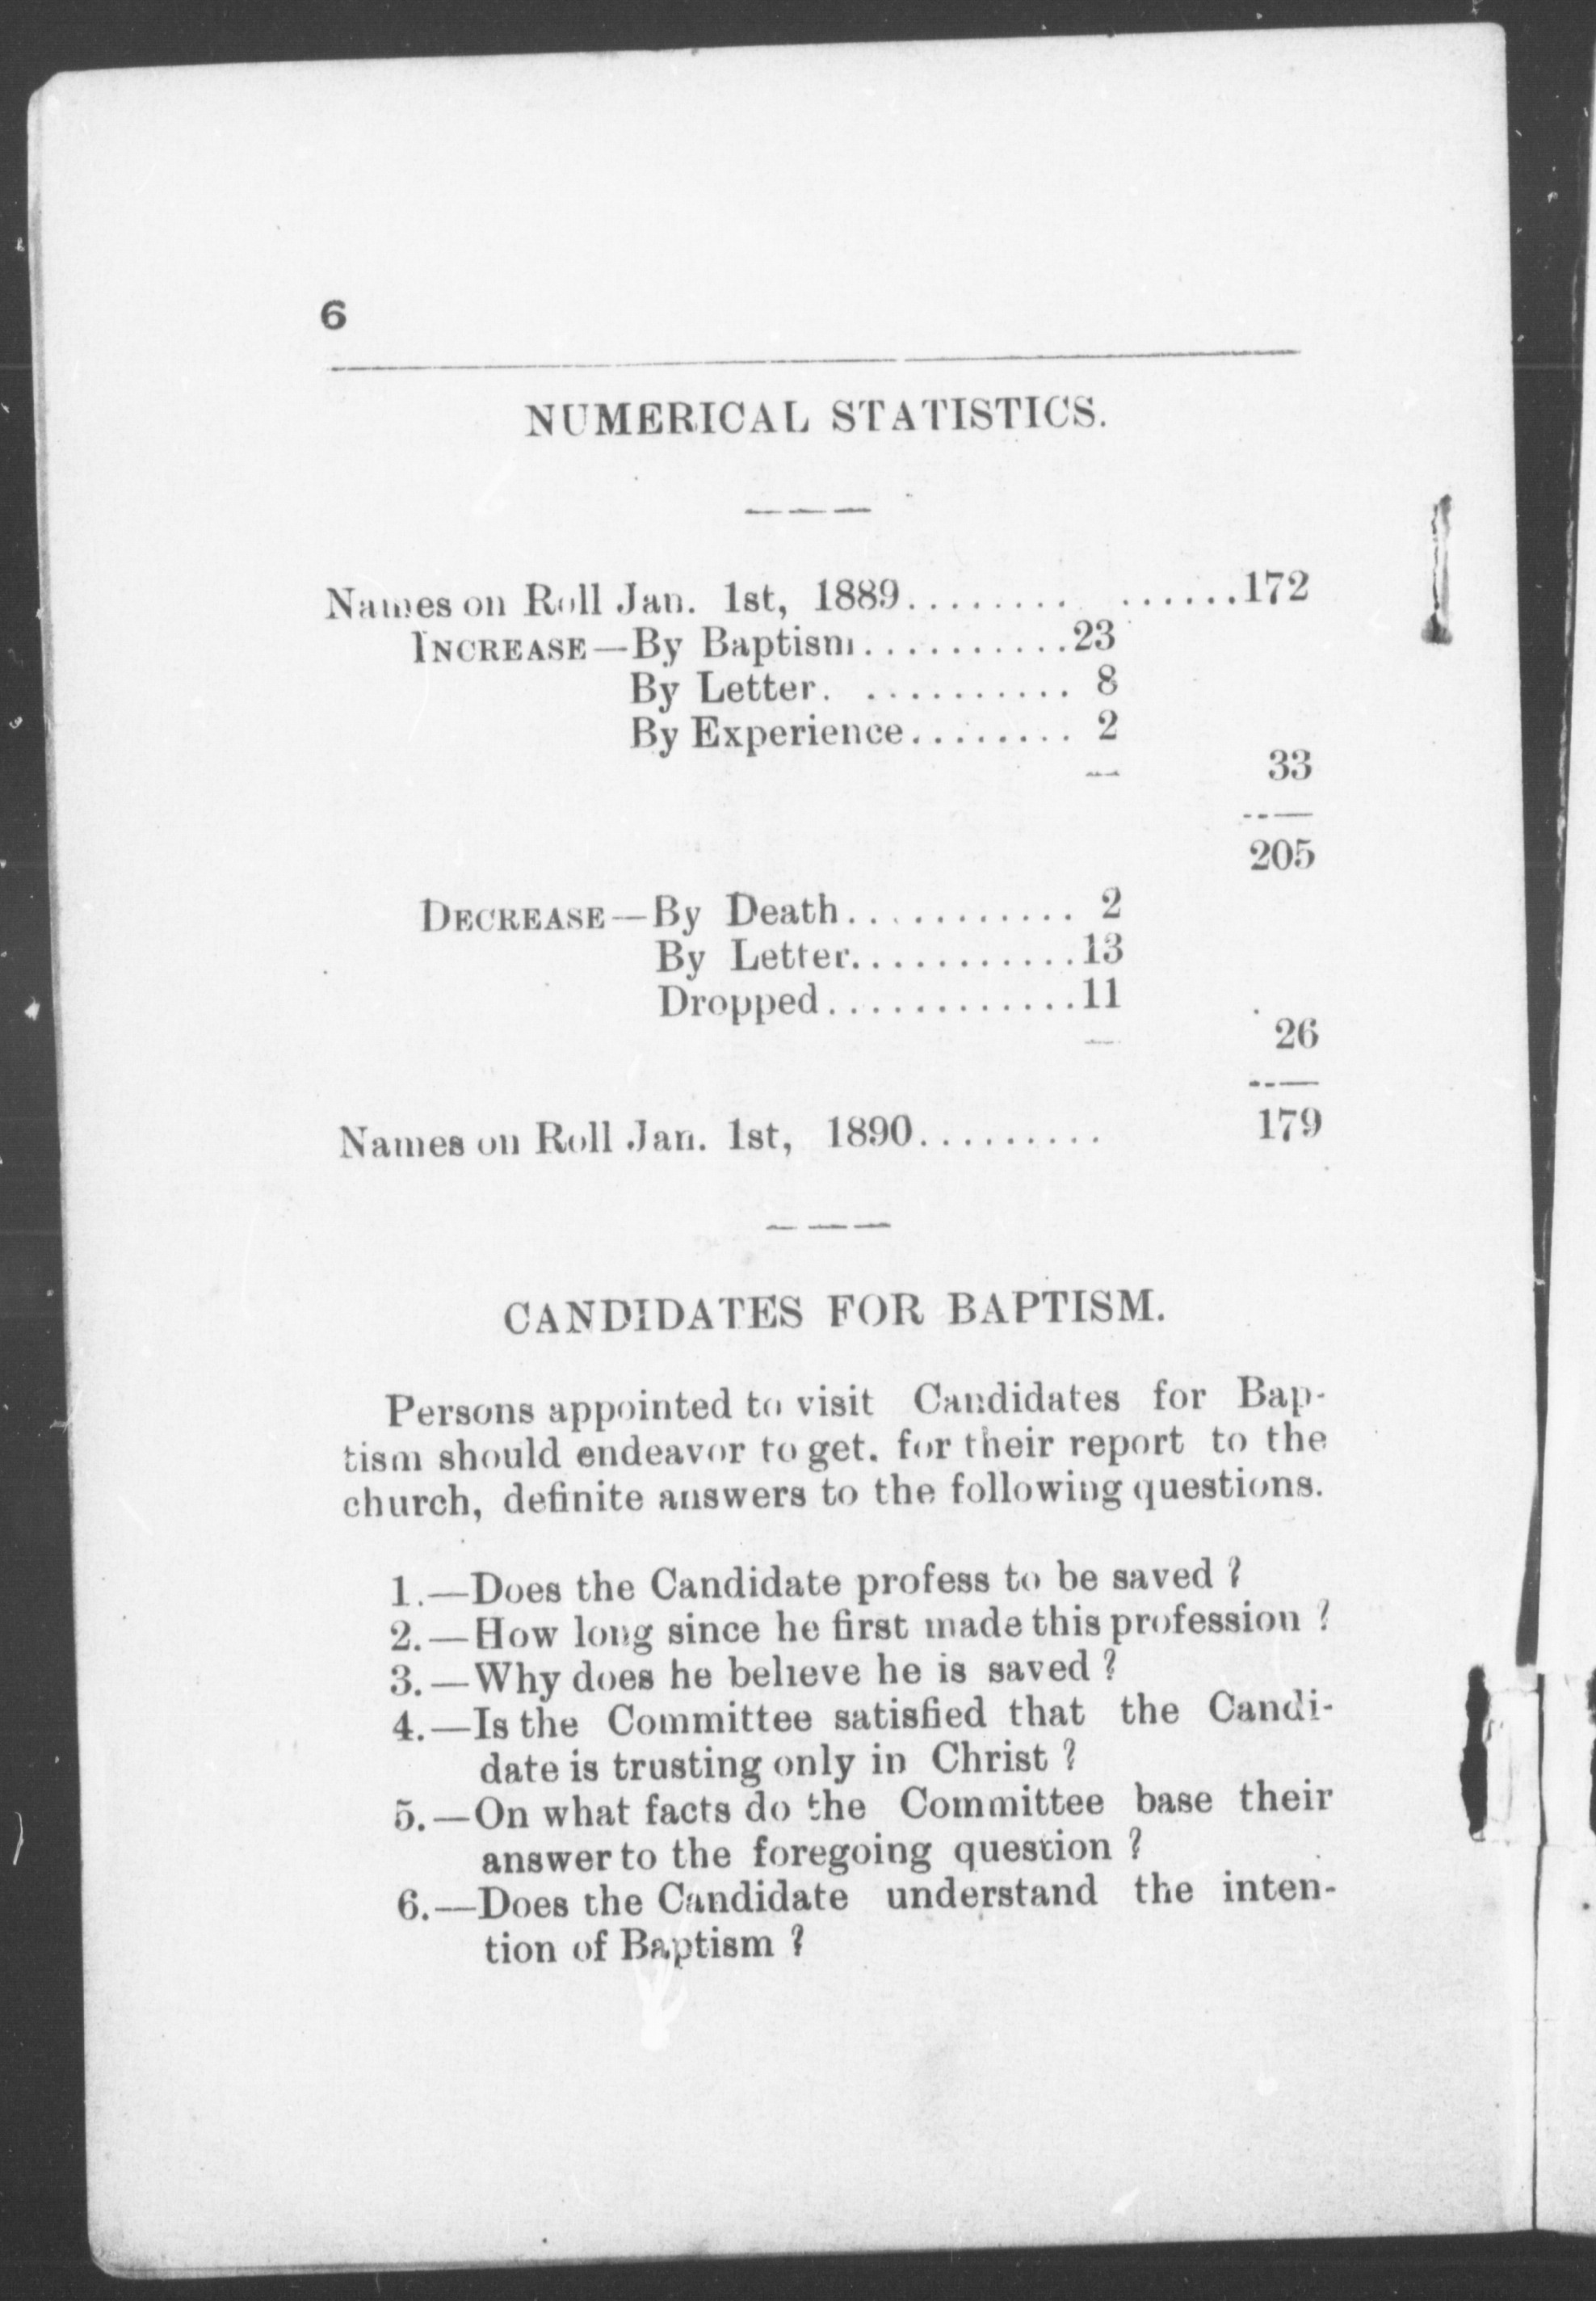 6
NUMERICAL STATISTICS.
Names on Roll Jan. 1st, 1889........ ......172
INCREASE—By Baptism..........23
By Letter. ........... 8
By Experience........ 2
33
205
DECREASE—By Death............ 2
By Letter............13
Dropped.............11
26
Names on Roll Jan. 1st, 1890......... 179
CANDIDATES FOR BAPTISM.
Persons appointed to visit Candidates for Bap-
tism should endeavor to get. for their report to the
church, definite answers to the following questions.
1.—Does the Candidate profess to be saved ?
2.—How long since he first made this profession ?
3.—Why does he believe he is saved ?
4.—Is the Committee satisfied that the Candi-
date is trusting only in Christ ?
5.—On what facts do the Committee base their
answer to the foregoing question ?
6.—Does the Candidate understand the inten-
tion of Baptism ?